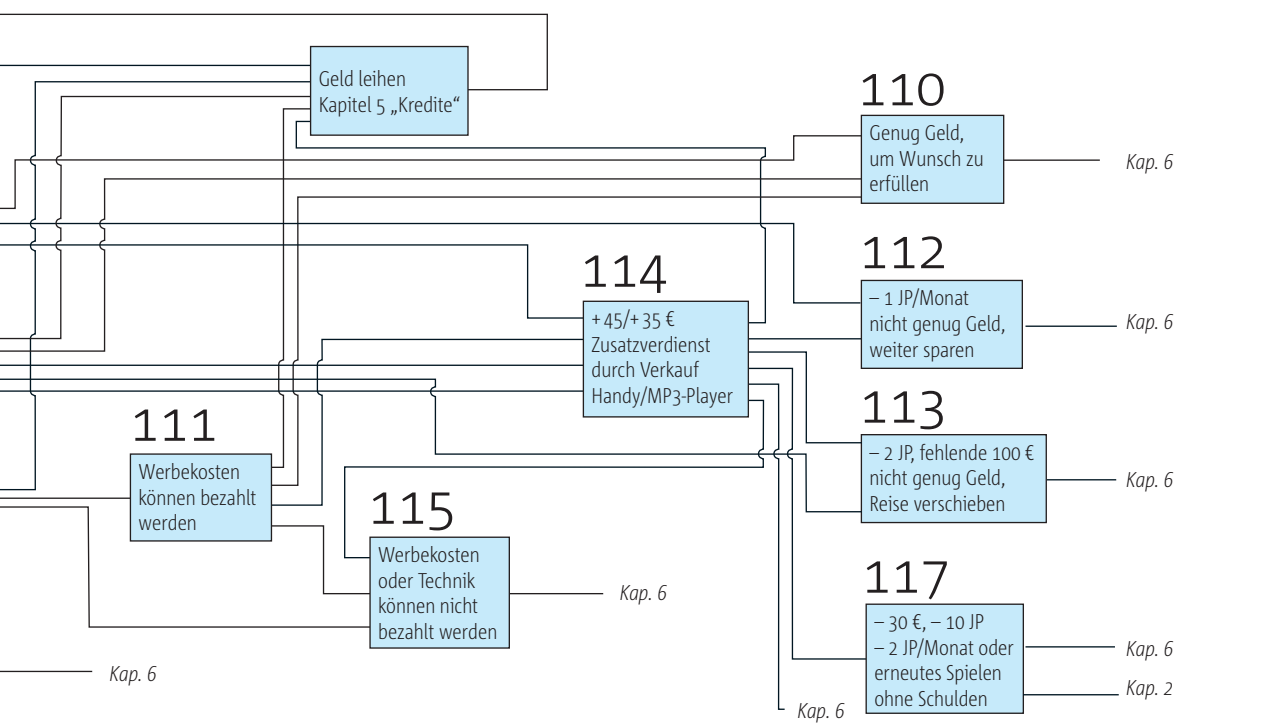 Geld leihen
Kapitel 5 „Kredite“
110
Genug Geld,
um Wunsch zu
erfüllen
Kap. 6
112
– 1 JP/Monat
nicht genug Geld,
weiter sparen
Kap. 6
114
+ 45/+ 35 €
Zusatzverdienst
durch Verkauf
Handy/MP3-Player
113
– 2 JP, fehlende 100 €
nicht genug Geld,
Reise verschieben
Kap. 6
111
Werbekosten
können bezahlt
werden
115
Werbekosten
oder Technik
können nicht
bezahlt werden
Kap. 6
117
– 30 €, – 10 JP
– 2 JP/Monat oder
erneutes Spielen
ohne Schulden
Kap. 6
Kap. 2
Kap. 6
Kap. 6